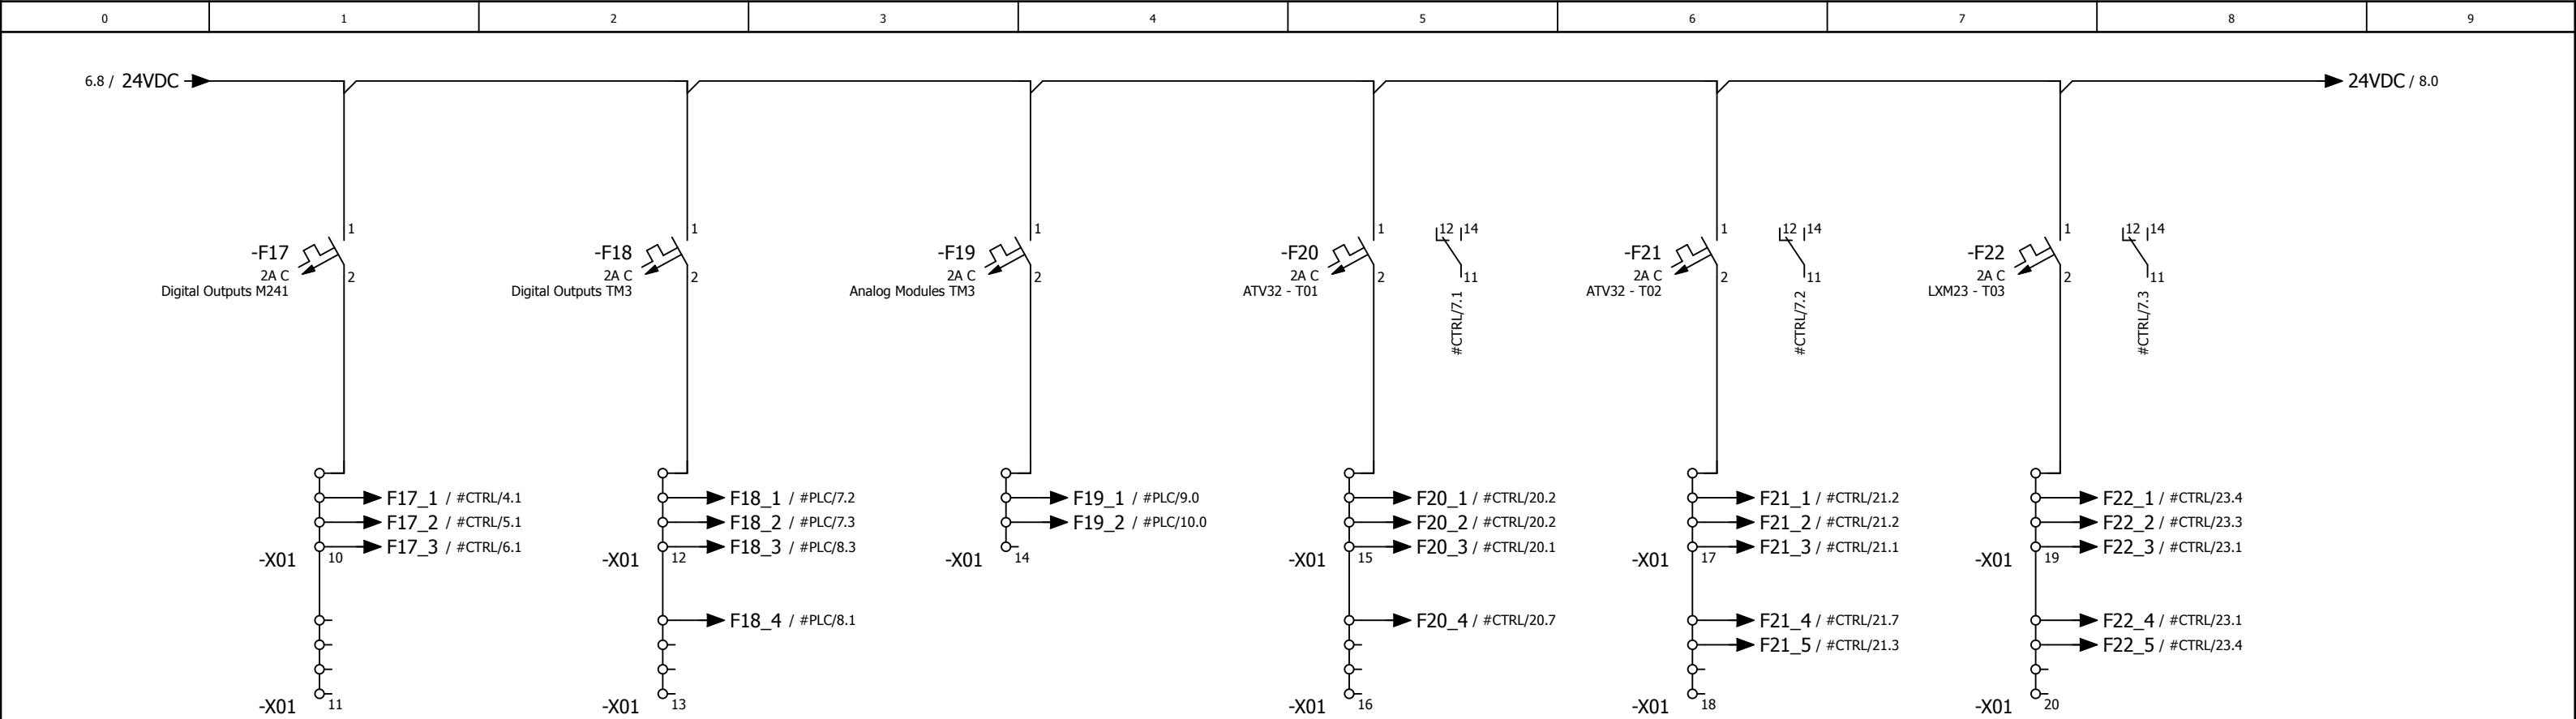 0 1 2 3 4 5 6 7 8 9
6.8 / 24VDC 24VDC / 8.0
1 1 1 1 12 14 1 12 14 1 12 14
-F17 -F18 -F19 -F20 -F21 -F22
2A C 2 2A C 2 2A C 2 2A C 2 11 2A C 2 11 2A C 2 11
Digital Outputs M241 Digital Outputs TM3 Analog Modules TM3 ATV32 - T01 ATV32 - T02 LXM23 - T03
#CTRL/7.1 #CTRL/7.2 #CTRL/7.3
F17_1 / #CTRL/4.1 F18_1 / #PLC/7.2 F19_1 / #PLC/9.0 F20_1 / #CTRL/20.2 F21_1 / #CTRL/21.2 F22_1 / #CTRL/23.4
F17_2 / #CTRL/5.1 F18_2 / #PLC/7.3 F19_2 / #PLC/10.0 F20_2 / #CTRL/20.2 F21_2 / #CTRL/21.2 F22_2 / #CTRL/23.3
F17_3 / #CTRL/6.1 F18_3 / #PLC/8.3 F20_3 / #CTRL/20.1 F21_3 / #CTRL/21.1 F22_3 / #CTRL/23.1
-X01 10 -X01 12 -X01 14 -X01 15 -X01 17 -X01 19
F18_4 / #PLC/8.1 F20_4 / #CTRL/20.7 F21_4 / #CTRL/21.7 F22_4 / #CTRL/23.1
F21_5 / #CTRL/21.3 F22_5 / #CTRL/23.4
-X01 11 -X01 13 -X01 16 -X01 18 -X01 20